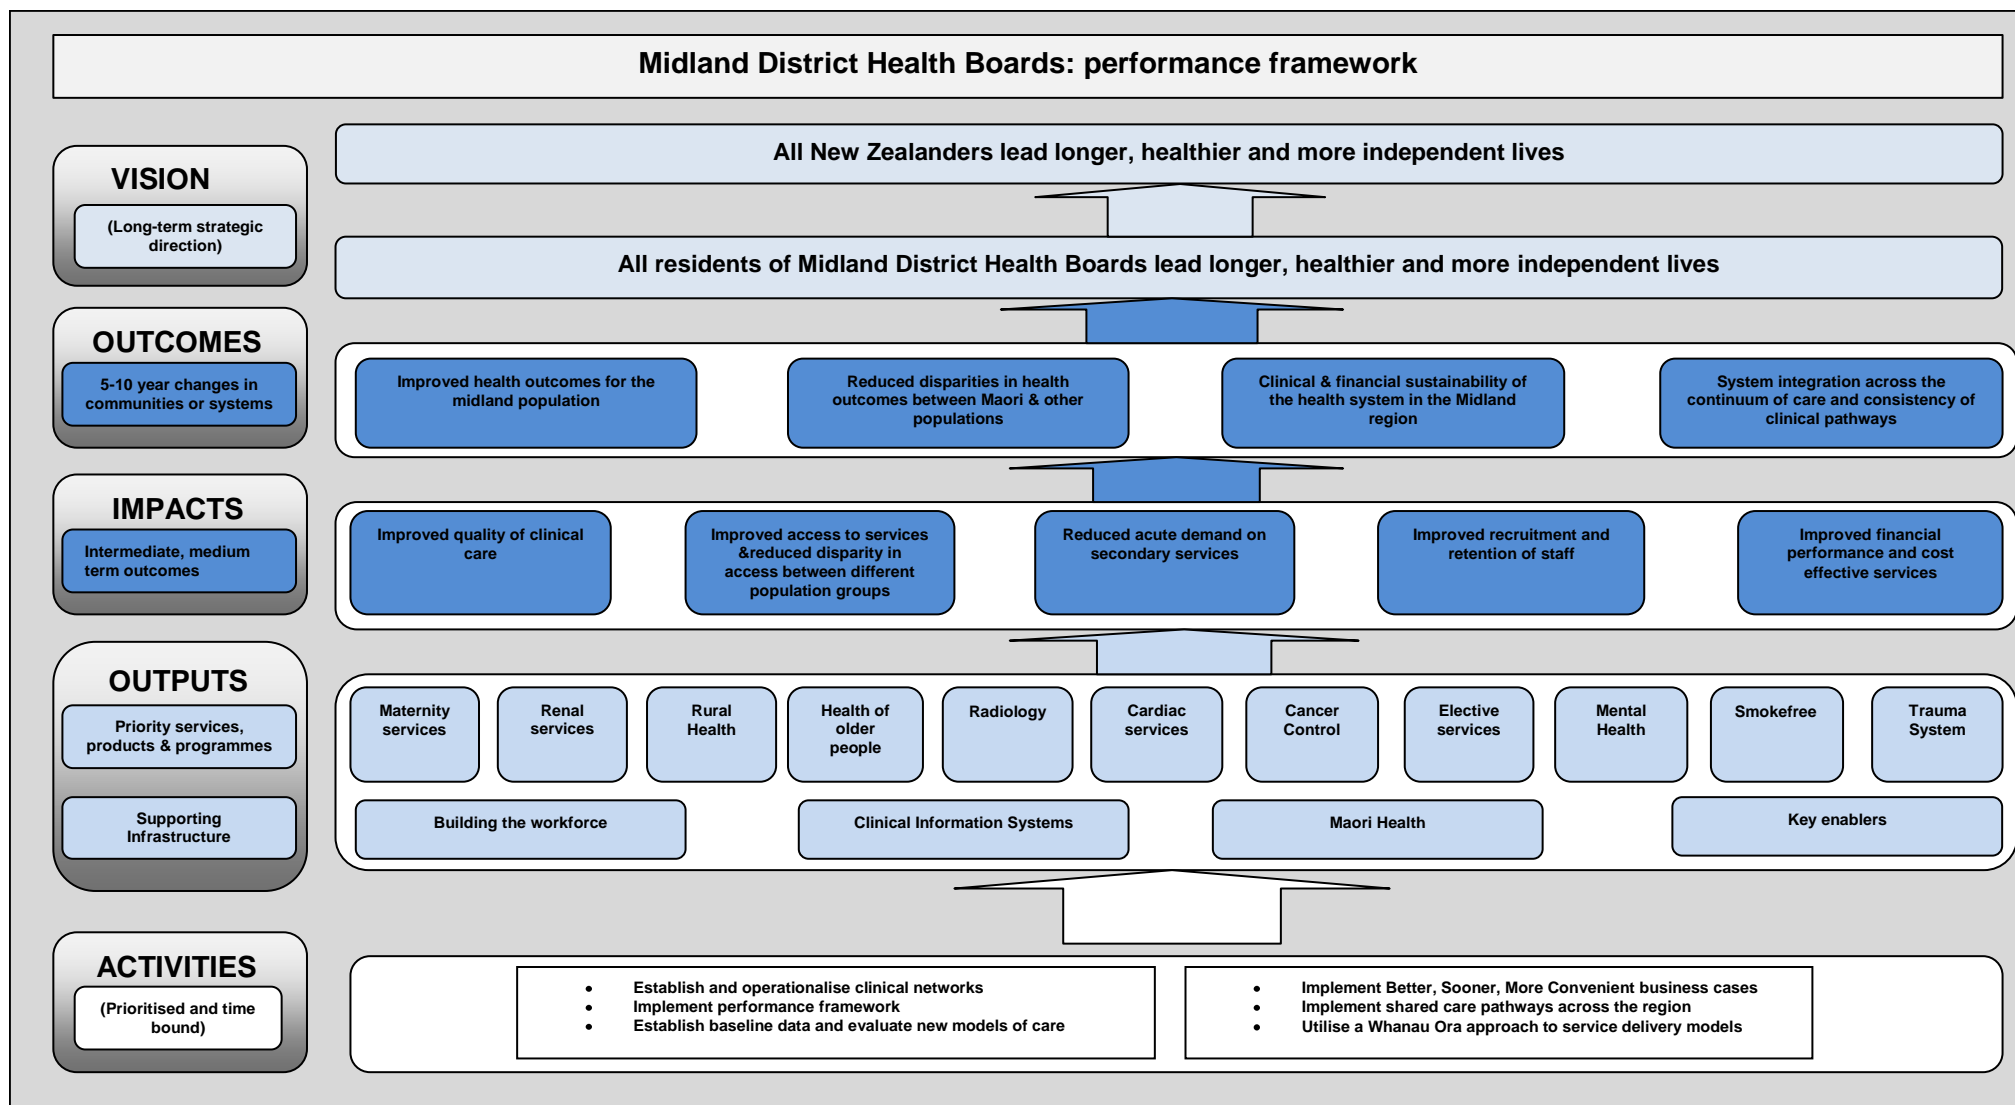 Midland District Health Boards: performance framework
VISION
(Long-term strategic
direction)
All New Zealanders lead longer, healthier and more independent lives
All residents of Midland District Health Boards lead longer, healthier and more independent lives
OUTCOMES
5-10 year changes in
communities or systems
Improved health outcomes for the
midland population
Reduced disparities in health
outcomes between Maori & other
populations
Clinical & financial sustainability of
the health system in the Midland
region
System integration across the
continuum of care and consistency of
clinical pathways
IMPACTS
Intermediate, medium
term outcomes
Improved quality of clinical
care
Improved access to services
&reduced disparity in
access between different
population groups
Reduced acute demand on
secondary services
Improved recruitment and
retention of staff
Improved financial
performance and cost
effective services
OUTPUTS
Priority services,
products & programmes
Supporting
Infrastructure
Maternity
services
Renal
services
Rural
Health
Health of
older
people
Radiology
Cardiac
services
Cancer
Control
Elective
services
Mental
Health
Smokefree
Trauma
System
Building the workforce
Clinical Information Systems
Maori Health
Key enablers
ACTIVITIES
(Prioritised and time
bound)
• Establish and operationalise clinical networks
• Implement performance framework
• Establish baseline data and evaluate new models of care
• Implement Better, Sooner, More Convenient business cases
• Implement shared care pathways across the region
• Utilise a Whanau Ora approach to service delivery models